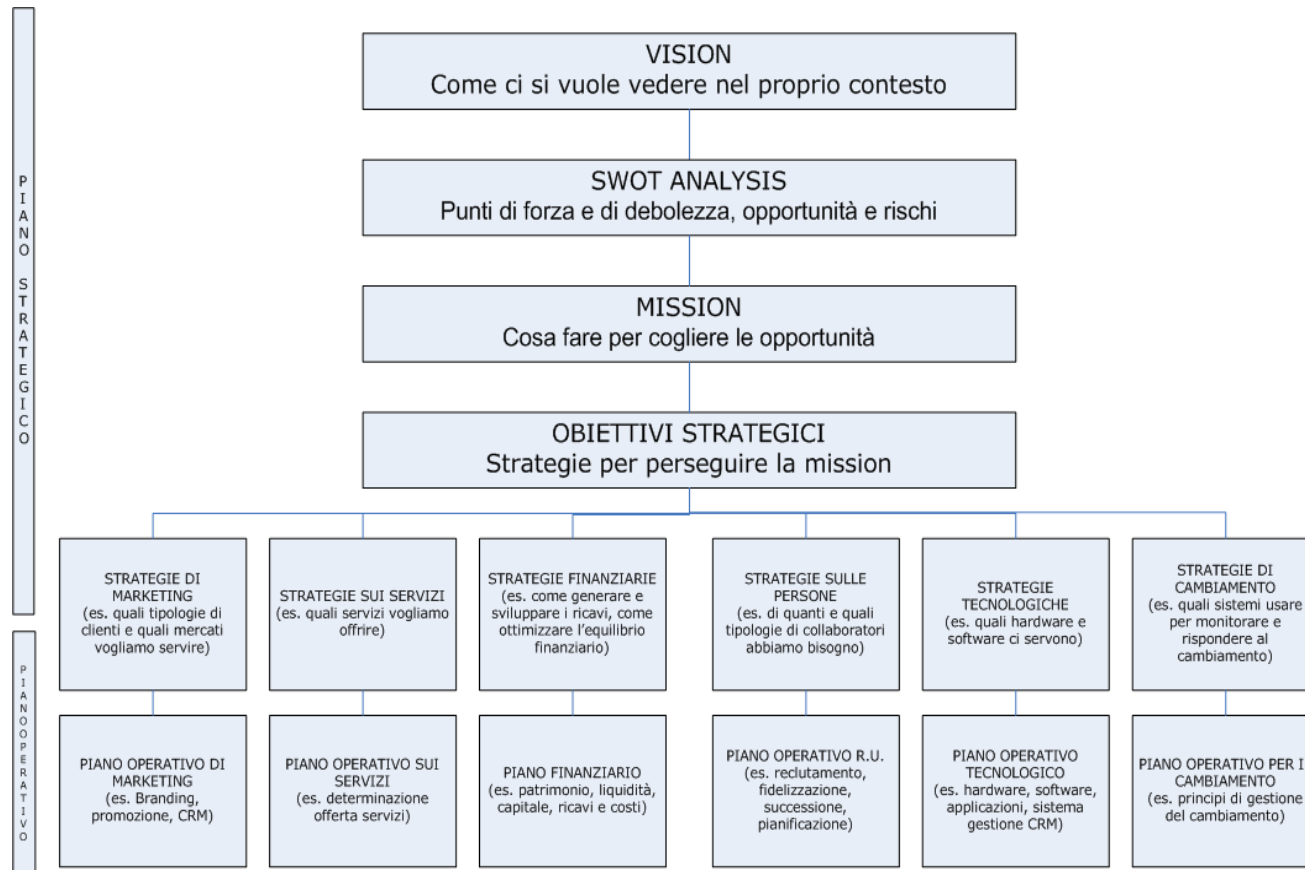 PIANO STRATEGICO
VISION
Come ci si vuole vedere nel proprio contesto
SWOT ANALYSIS
Punti di forza e di debolezza, opportunità e rischi
MISSION
Cosa fare per cogliere le opportunità
OBIETTIVI STRATEGICI
Strategie per perseguire la mission
STRATEGIE DI
MARKETING
(es. quali tipologie di
clienti e quali mercati
vogliamo servire)
STRATEGIE SUI SERVIZI
(es. quali servizi vogliamo
offrire)
STRATEGIE FINANZIARIE
(es. come generare e
sviluppare i ricavi, come
ottimizzare l'equilibrio
finanziario)
STRATEGIE SULLE
PERSONE
(es. di quanti e quali
tipologie di collaboratori
abbiamo bisogno)
STRATEGIE
TECNOLOGICHE
(es. quali hardware e
software ci servono)
STRATEGIE DI
CAMBIAMENTO
(es. quali sistemi usare
per monitorare e
rispondere al
cambiamento)
PIANOOPERATIVO
PIANO OPERATIVO DI
MARKETING
(es. Branding,
promozione, CRM)
PIANO OPERATIVO SUI
SERVIZI
(es. determinazione
offerta servizi)
PIANO FINANZIARIO
(es. patrimonio, liquidità,
capitale, ricavi e costi)
PIANO OPERATIVO R.U.
(es. reclutamento,
fidelizzazione,
successione,
pianificazione)
PIANO OPERATIVO
TECNOLOGICO
(es. hardware, software,
applicazioni, sistema
gestione CRM)
PIANO OPERATIVO PER I
CAMBIAMENTO
(es. principi di gestione
del cambiamento)